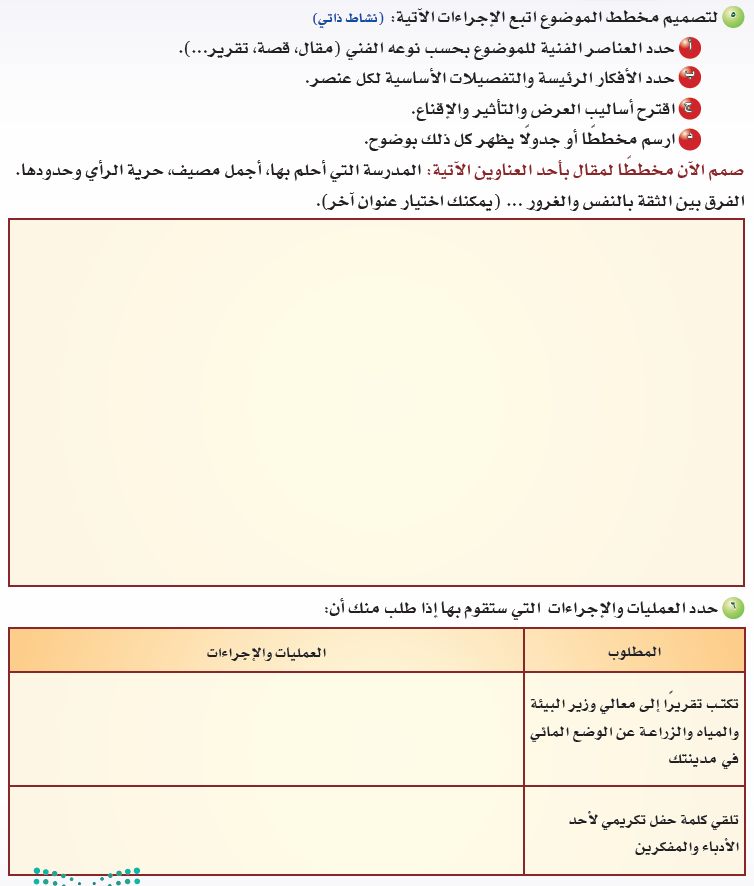 ٥ لتصميم مخطط الموضوع اتبع الإجراءات الآتية: (نشاط ذاتي)
أ حدد العناصر الفنية للموضوع بحسب نوعه الفني (مقال، قصة، تقرير...).
ب حدد الأفكار الرئيسة والتفصيلات الأساسية لكل عنصر.
ج اقترح أساليب العرض والتأثير والإقناع.
د ارسم مخططًا أو جدولًا يظهر كل ذلك بوضوح.
صمم الآن مخططًا لمقال بأحد العناوين الآتية: المدرسة التي أحلم بها، أجمل مصيف، حرية الرأي وحدودها.
الفرق بين الثقة بالنفس والغرور ... (يمكنك اختيار عنوان آخر).
٦ حدد العمليات والإجراءات التي ستقوم بها إذا طلب منك أن:
المطلوب
العمليات والإجراءات
تكتب تقريرًا إلى معالي وزير البيئة
والمياه والزراعة عن الوضع المائي
في مدينتك
تلقي كلمة حفل تكريمي لأحد
الأدباء والمفكرين